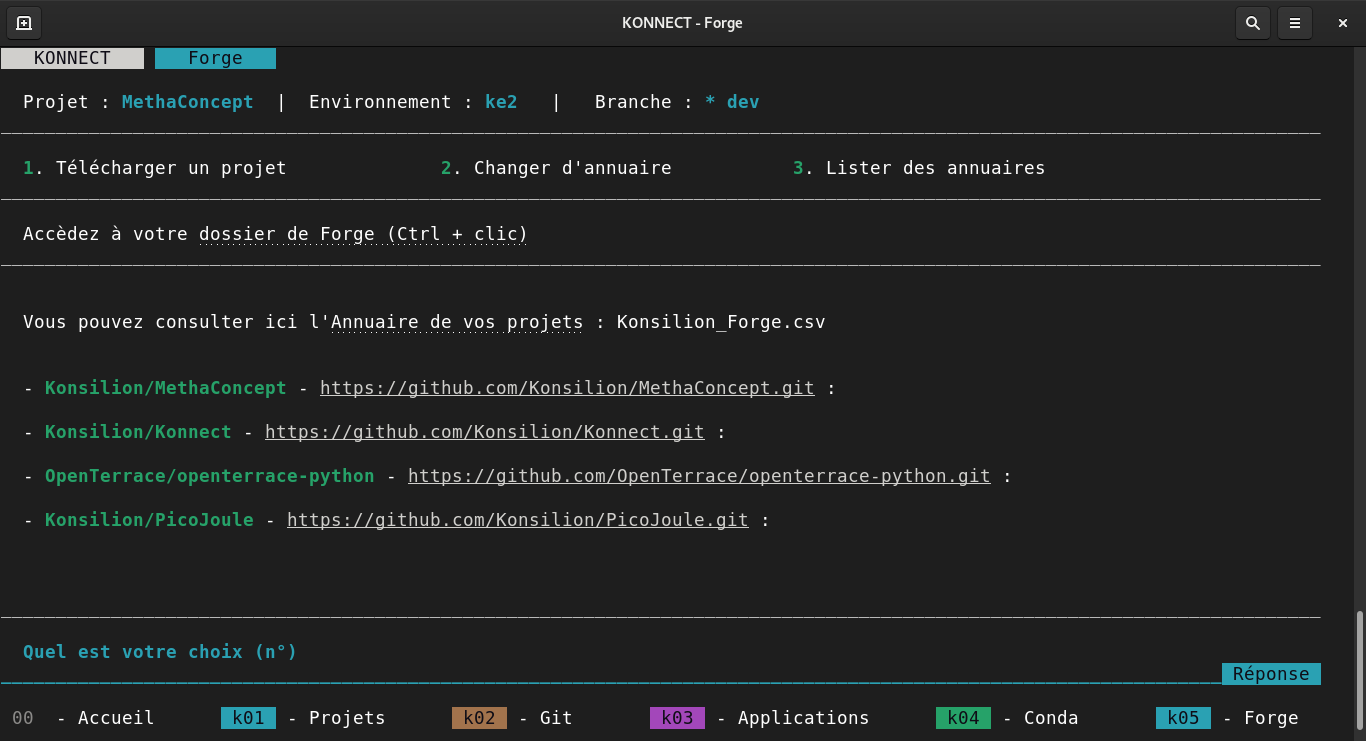 KONNECT - Forge
KONNECT Forge
Projet : MethaConcept | Environnement : ke2 | Branche : * dev
1. Télécharger un projet 2. Changer d'annuaire 3. Lister des annuaires
Accèdez à votre dossier de Forge (Ctrl + clic)
Vous pouvez consulter ici l'Annuaire de vos projets : Konsilion_Forge.csv
- Konsilion/MethaConcept - https://github.com/Konsilion/MethaConcept.git :
- Konsilion/Konnect - https://github.com/Konsilion/Konnect.git :
- OpenTerrace/openterrace-python - https://github.com/OpenTerrace/openterrace-python.git :
- Konsilion/PicoJoule - https://github.com/Konsilion/PicoJoule.git :
Quel est votre choix (n°)
Réponse
00 - Accueil k01 - Projets k02 - Git k03 - Applications k04 - Conda k05 - Forge